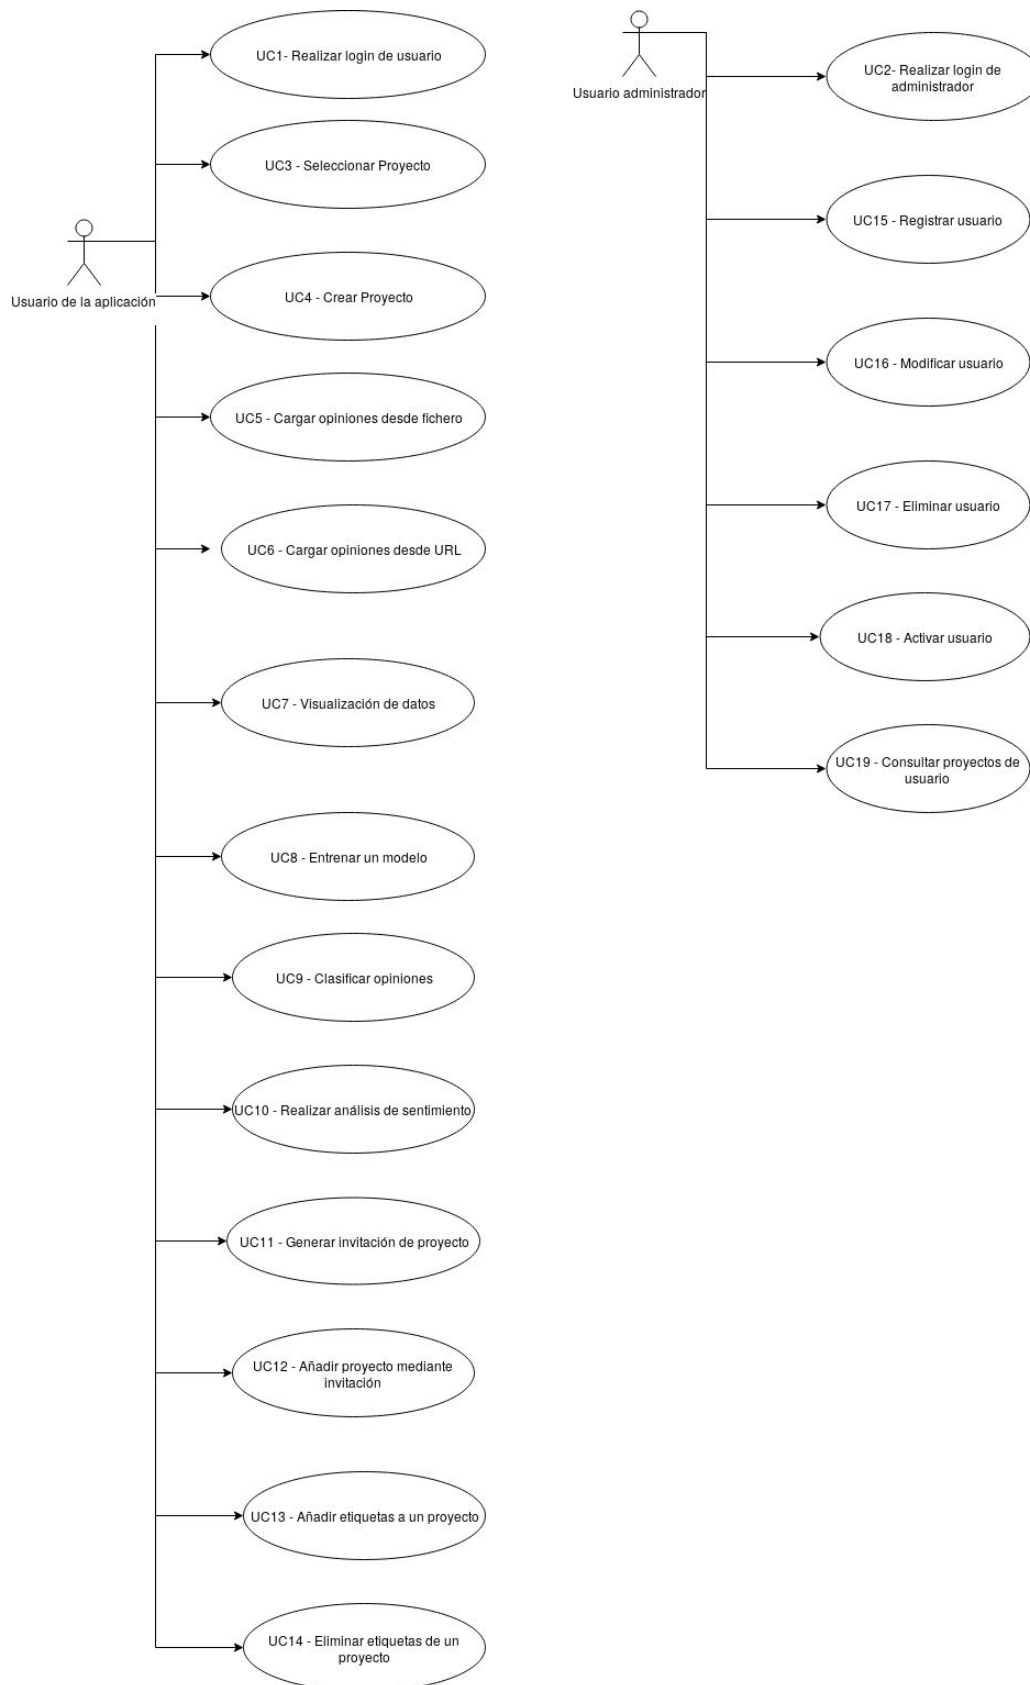 UC1- Realizar login de usuario
UC3 - Seleccionar Proyecto
Usuario de la aplicación
UC4 - Crear Proyecto
UC5 - Cargar opiniones desde fichero
UC6 - Cargar opiniones desde URL
UC7 - Visualización de datos
UC8 - Entrenar un modelo
UC9 - Clasificar opiniones
UC10 - Realizar análisis de sentimiento
UC11 - Generar invitación de proyecto
UC12 - Añadir proyecto mediante
invitación
UC13 - Añadir etiquetas a un proyecto
UC14 - Eliminar etiquetas de un
proyecto
Usuario administrador
UC2- Realizar login de
administrador
UC15 - Registrar usuario
UC16 - Modificar usuario
UC17 - Eliminar usuario
UC18 - Activar usuario
UC19 - Consultar proyectos de
usuario